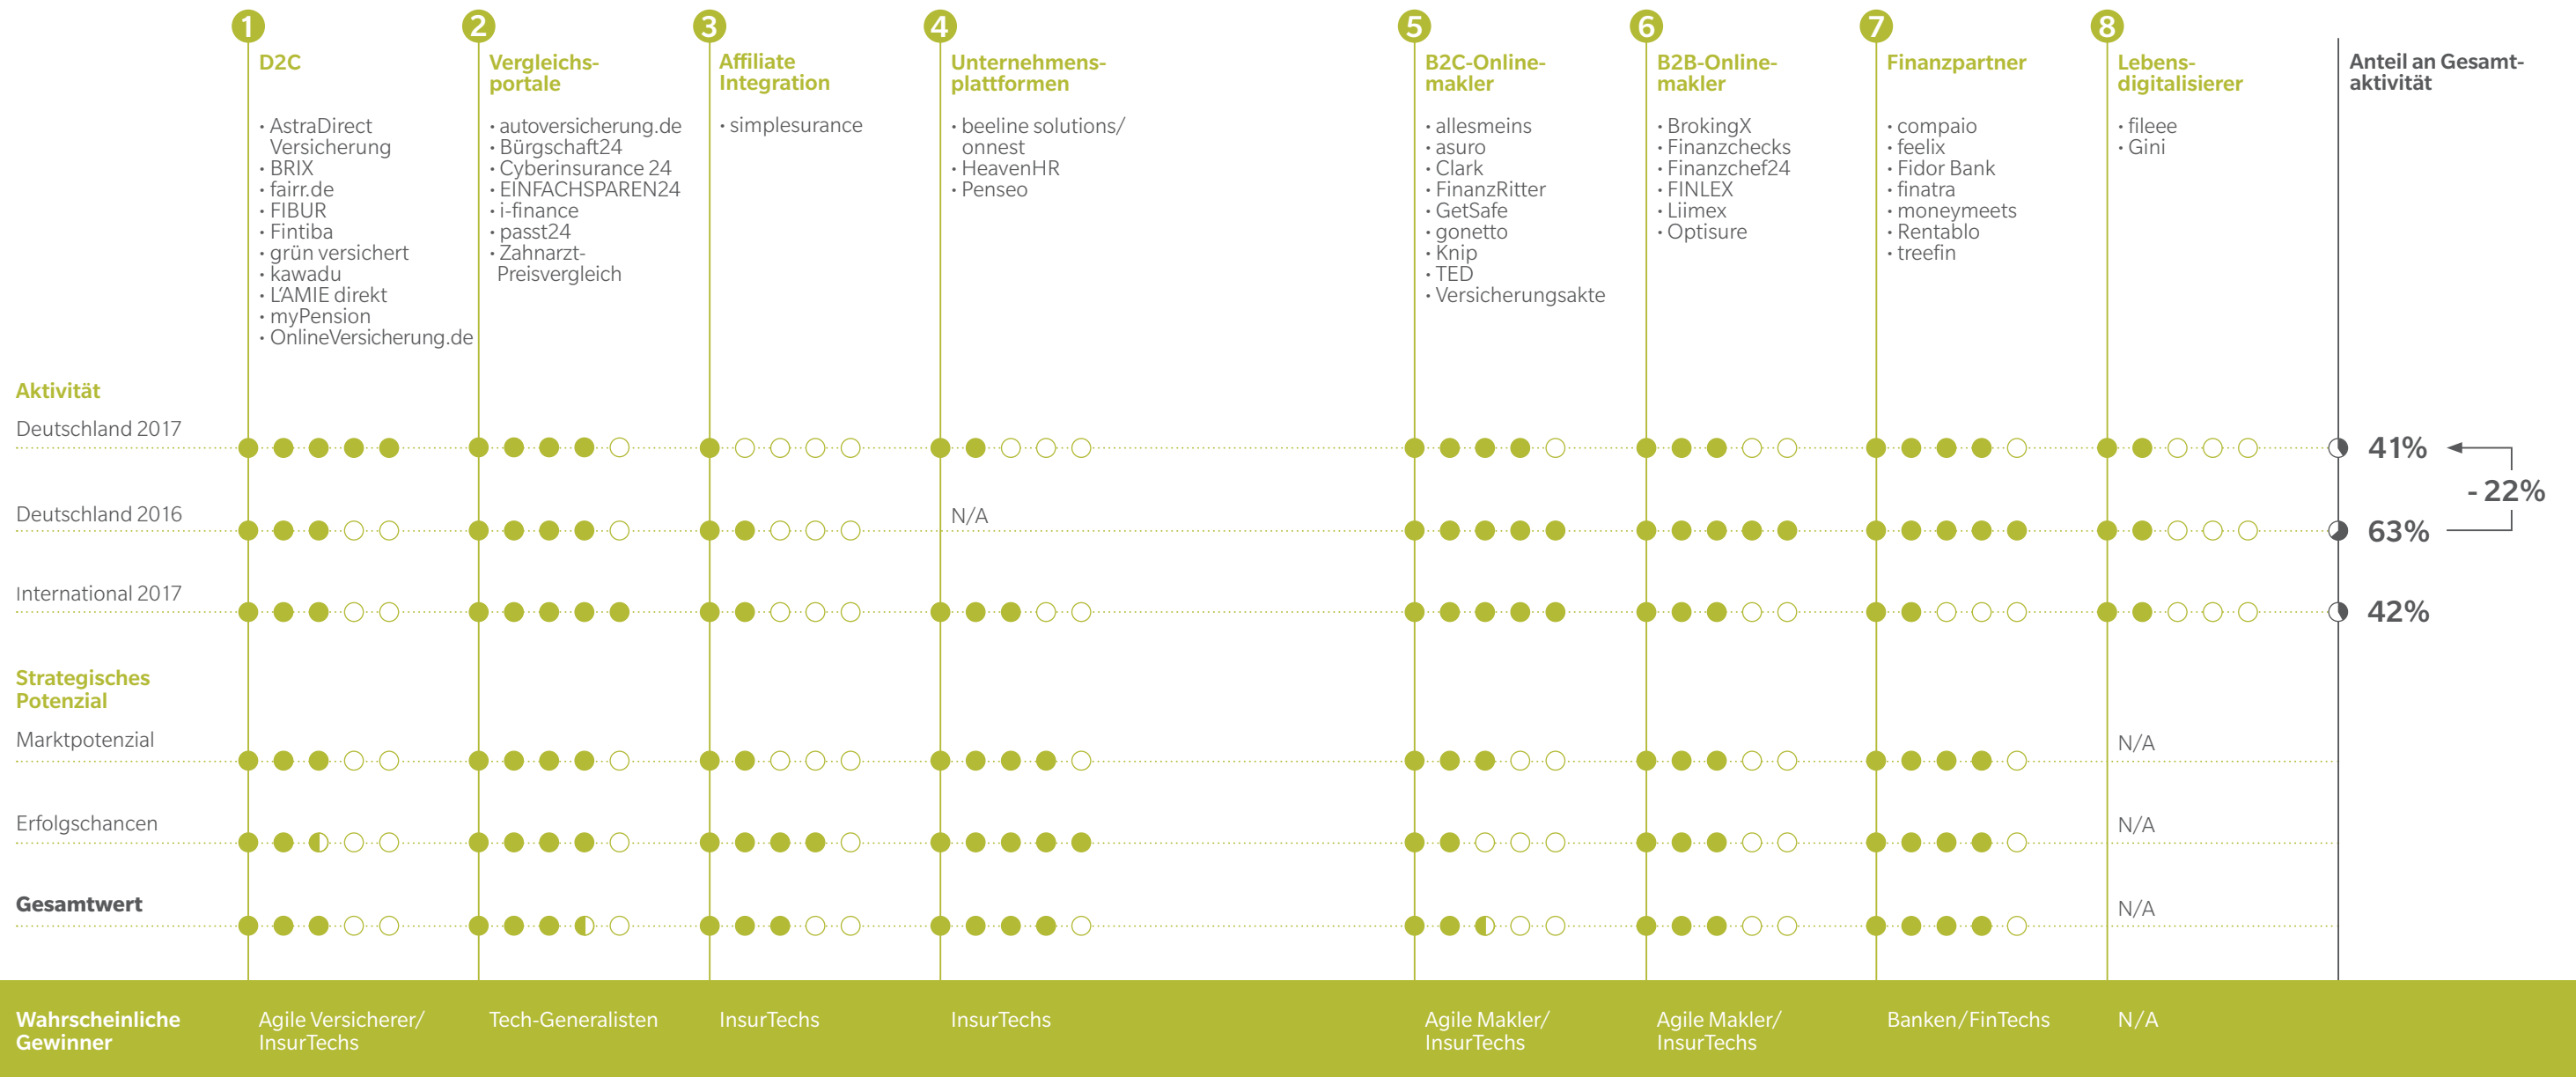 1
D2C
• AstraDirect
Versicherung
• BRIX
• fairr.de
• FIBUR
• Fintiba
• grün versichert
• kawadu
• L‘AMIE direkt
• myPension
• OnlineVersicherung.de
2
Vergleichs-
portale
• autoversicherung.de
• Bürgschaft24
• Cyberinsurance 24
• EINFACHSPAREN24
• i-finance
• passt24
• Zahnarzt-
Preisvergleich
3
Affiliate
Integration
• simplesurance
4
Unternehmens-
plattformen
• beeline solutions/
onnest
• HeavenHR
• Penseo
5
B2C-Online-
makler
• allesmeins
• asuro
• Clark
• FinanzRitter
• GetSafe
• gonetto
• Knip
• TED
• Versicherungsakte
6
B2B-Online-
makler
• BrokingX
• Finanzchecks
• Finanzchef24
• FINLEX
• Liimex
• Optisure
7
Finanzpartner
• compaio
• feelix
• Fidor Bank
• finatra
• moneymeets
• Rentablo
• treefin
8
Lebens-
digitalisierer
• fileee
• Gini
Anteil an Gesamt-
aktivität
Aktivität
Deutschland 2017
41%
- 22%
Deutschland 2016
N/A
63%
International 2017
42%
Strategisches
Potenzial
Marktpotenzial
N/A
Erfolgschancen
N/A
Gesamtwert
N/A
Wahrscheinliche
Gewinner
Agile Versicherer/
InsurTechs
Tech-Generalisten
InsurTechs
InsurTechs
Agile Makler/
InsurTechs
Agile Makler/
InsurTechs
Banken/FinTechs
N/A